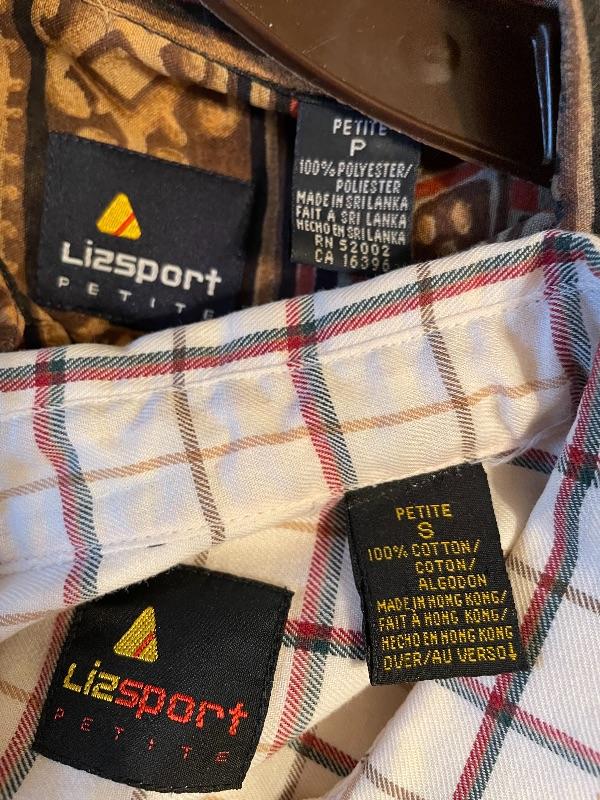 Lizsport
PETITE
PETITE
P
100% POLYESTER/
POLIESTER
MADE IN SRI LANKA
FAIT À SRI LANKA
HECHO EN SRI LANKA
RN 52002
CA 16396
Lizsport
PETITE
PETITE
S
100% COTTON/
COTON/
ALGODON
MADE IN HONG KONG/
FAIT À HONG KONG/
HECHO EN HONG KONG
OVER/AU VERSO↓